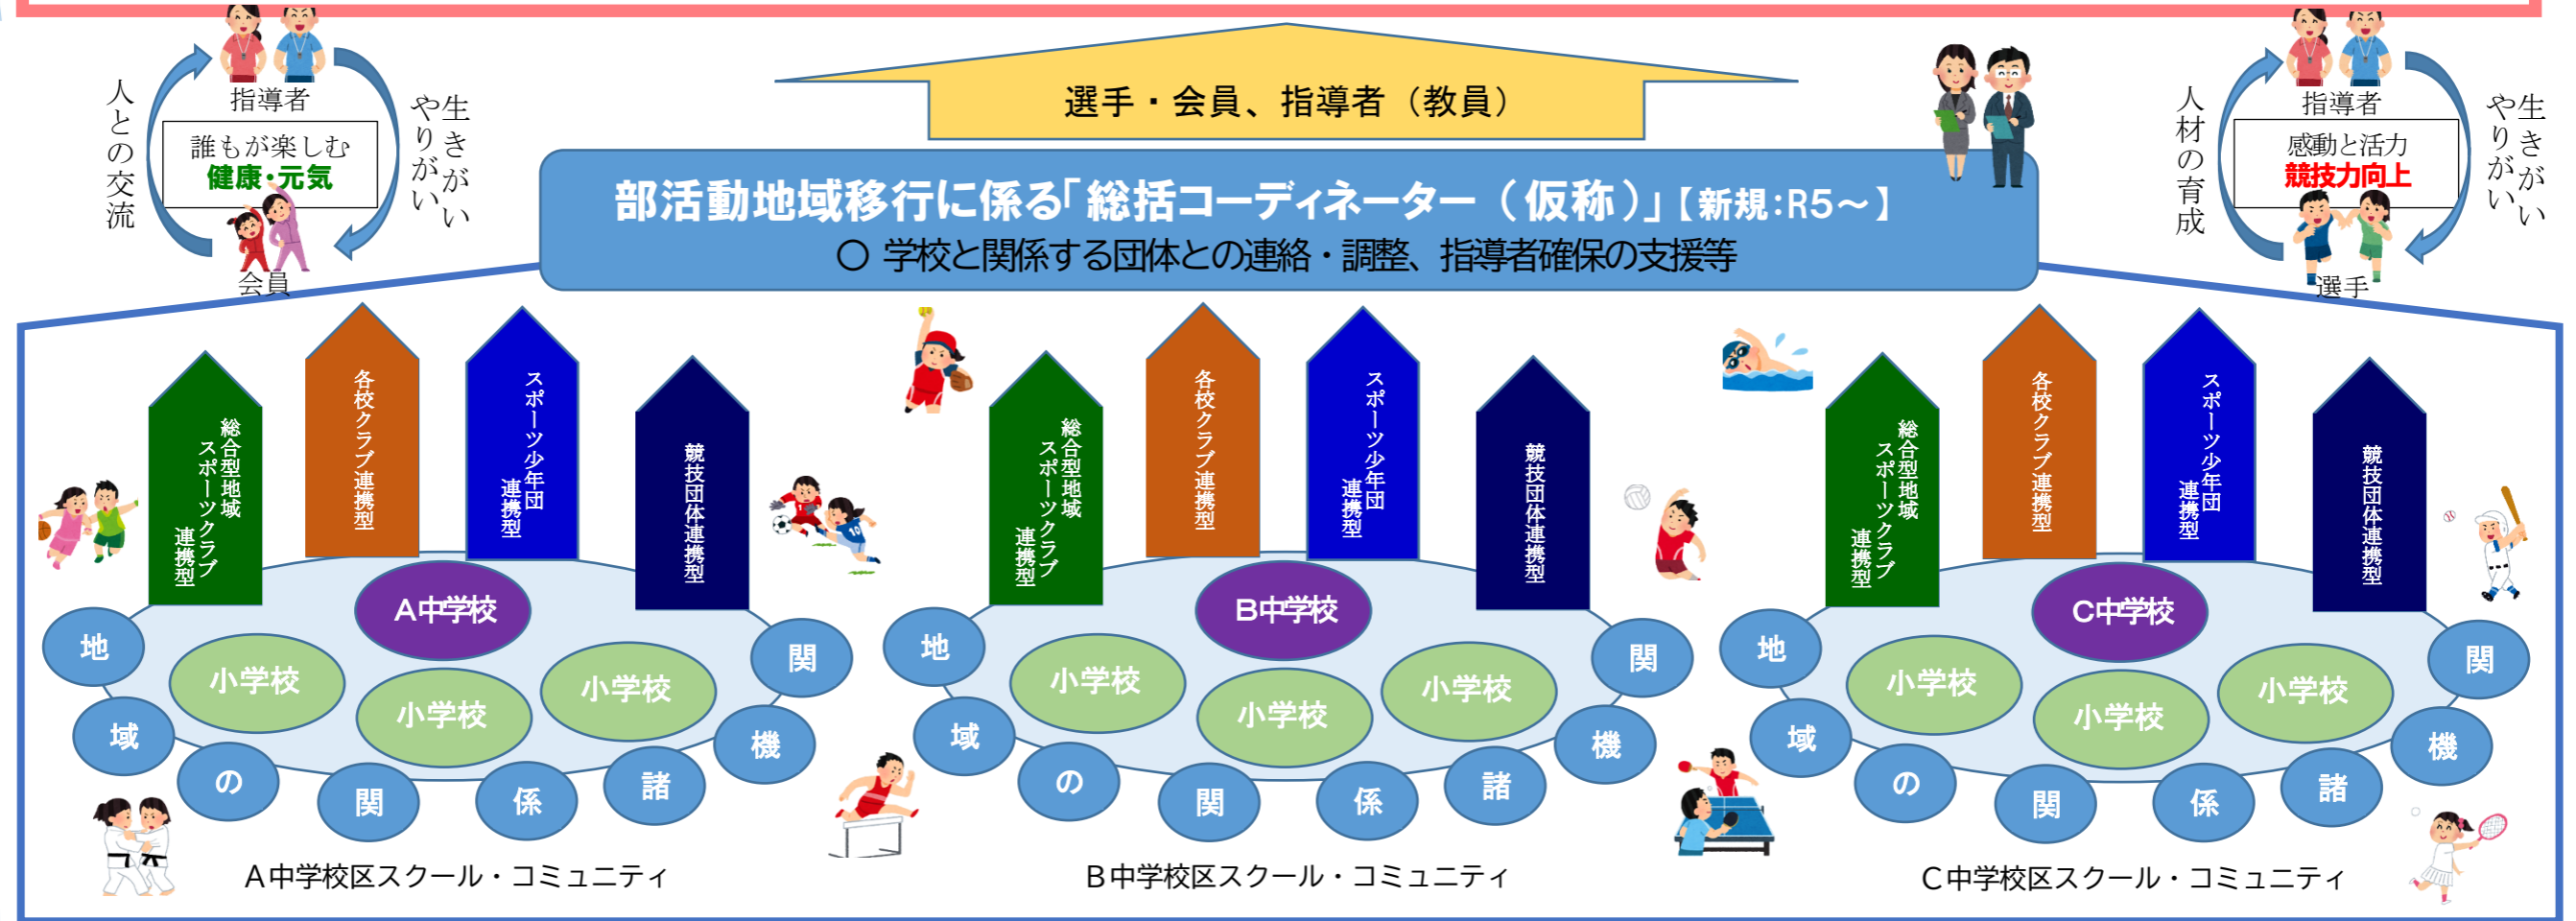 選手・会員、指導者（教員）
指導者
人との交流
誰もが楽しむ
健康・元気
生きがい
やりがい
会員
指導者
人材の育成
感動と活力
競技力向上
生きがい
やりがい
選手
部活動地域移行に係る「総括コーディネーター（仮称）」【新規:R5～】
〇 学校と関係する団体との連絡・調整、指導者確保の支援等
総合型地域
スポーツクラブ
連携型
各校クラブ連携型
スポーツ少年団
連携型
競技団体連携型
A中学校
小学校
小学校
小学校
地域の関係諸機関
A中学校区スクール・コミュニティ
総合型地域
スポーツクラブ
連携型
各校クラブ連携型
スポーツ少年団
連携型
競技団体連携型
B中学校
小学校
小学校
小学校
地域の関係諸機関
B中学校区スクール・コミュニティ
総合型地域
スポーツクラブ
連携型
各校クラブ連携型
スポーツ少年団
連携型
競技団体連携型
C中学校
小学校
小学校
小学校
地域の関係諸機関
C中学校区スクール・コミュニティ